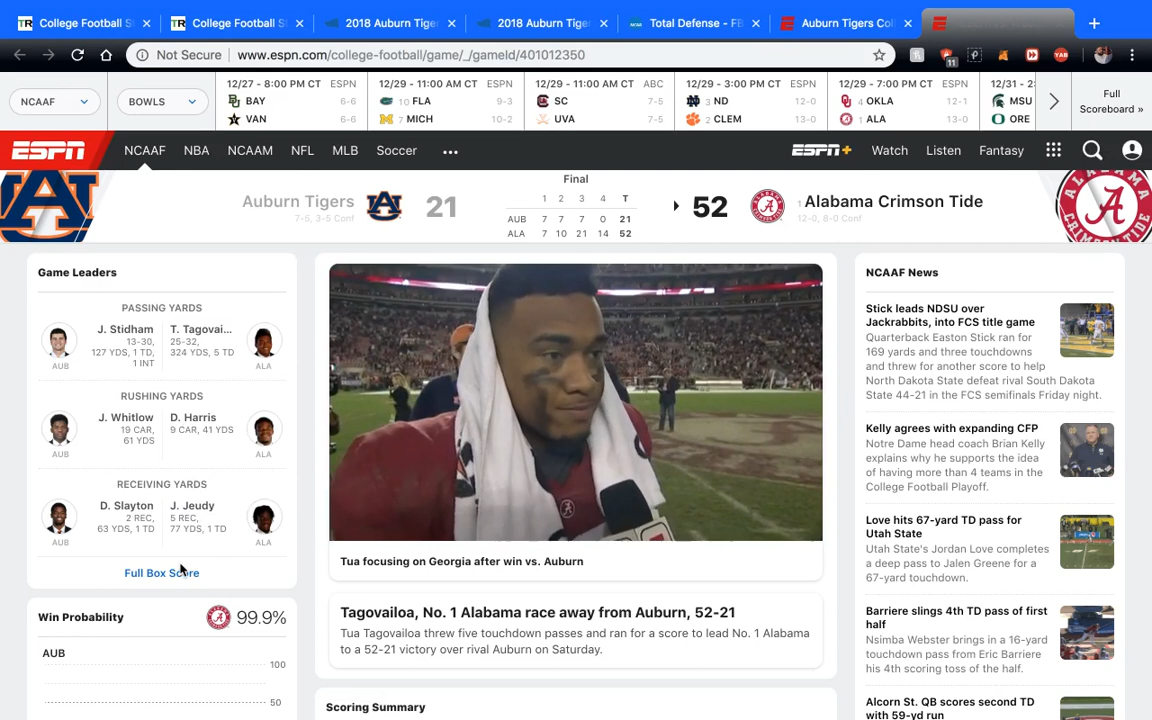 College Football S
College Football S
2018 Auburn Tige
2018 Auburn Tige
Total Defense - FB
Auburn Tigers Col
Not Secure
www.espn.com/college-football/game/_/gameId/401012350
11
YAB
NCAAF
BOWLS
12/27 - 8:00 PM CT ESPN
BAY 6-6
VAN 6-6
12/29 - 11:00 AM CT ESPN
10 FLA 9-3
7 MICH 10-2
12/29 - 11:00 AM CT ABC
SC 7-5
UVA 7-5
12/29 - 3:00 PM CT ESPN
3 ND 12-0
2 CLEM 13-0
12/29 - 7:00 PM CT ESPN
4 OKLA 12-1
1 ALA 13-0
12/31 - 2:
MSU
ORE
Full
Scoreboard »
ESPN
NCAAF
NBA
NCAAM
NFL
MLB
Soccer
ESPN+
Watch
Listen
Fantasy
Auburn Tigers
7-5, 3-5 Conf
21
Final
1 2 3 4 T
AUB 7 7 7 0 21
ALA 7 10 21 14 52
52
1 Alabama Crimson Tide
12-0, 8-0 Conf
Game Leaders
PASSING YARDS
J. Stidham
13-30,
127 YDS, 1 TD,
1 INT
AUB
T. Tagovai...
25-32,
324 YDS, 5 TD
ALA
RUSHING YARDS
J. Whitlow
19 CAR,
61 YDS
AUB
D. Harris
9 CAR, 41 YDS
ALA
RECEIVING YARDS
D. Slayton
2 REC,
63 YDS, 1 TD
AUB
J. Jeudy
5 REC,
77 YDS, 1 TD
ALA
Full Box Score
Win Probability
99.9%
AUB
100
50
Tua focusing on Georgia after win vs. Auburn
Tagovailoa, No. 1 Alabama race away from Auburn, 52-21
Tua Tagovailoa threw five touchdown passes and ran for a score to lead No. 1 Alabama
to a 52-21 victory over rival Auburn on Saturday.
Scoring Summary
NCAAF News
Stick leads NDSU over
Jackrabbits, into FCS title game
Quarterback Easton Stick ran for
169 yards and three touchdowns
and threw for another score to help
North Dakota State defeat rival South Dakota
State 44-21 in the FCS semifinals Friday night.
Kelly agrees with expanding CFP
Notre Dame head coach Brian Kelly
explains why he supports the idea
of having more than 4 teams in the
College Football Playoff.
Love hits 67-yard TD pass for
Utah State
Utah State's Jordan Love completes
a deep pass to Jalen Greene for a
67-yard touchdown.
Barriere slings 4th TD pass of first
half
Nsimba Webster brings in a 16-yard
touchdown pass from Eric Barriere
his 4th scoring toss of the half.
Alcorn St. QB scores second TD
with 59-yd run